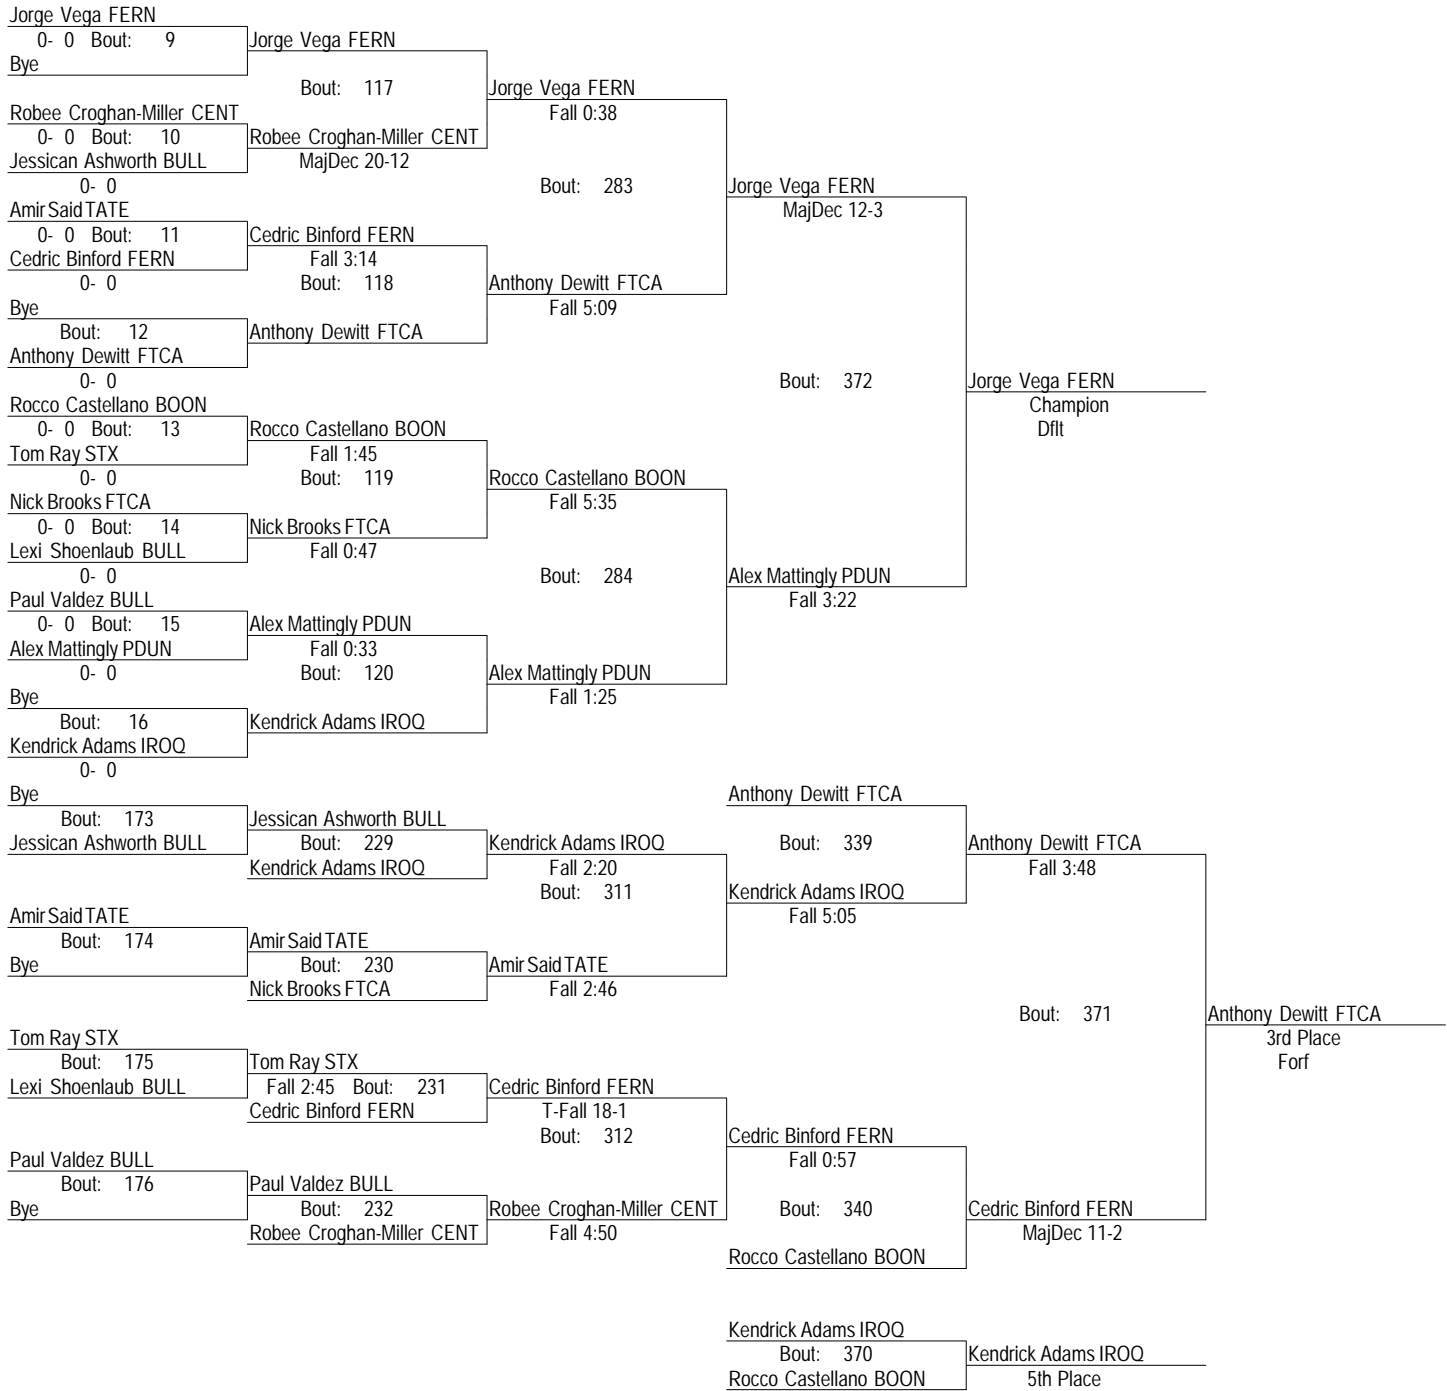 Jorge Vega FERN
0- 0 Bout: 9 Jorge Vega FERN
Bye
Bout: 117 Jorge Vega FERN
Robee Croghan-Miller CENT Fall 0:38
0- 0 Bout: 10 Robee Croghan-Miller CENT
Jessican Ashworth BULL MajDec 20-12
0- 0 Bout: 283 Jorge Vega FERN
Amir Said TATE MajDec 12-3
0- 0 Bout: 11 Cedric Binford FERN
Cedric Binford FERN Fall 3:14
0- 0 Bout: 118 Anthony Dewitt FTCA
Bye Fall 5:09
Bout: 12 Anthony Dewitt FTCA
Anthony Dewitt FTCA
0- 0 Bout: 372 Jorge Vega FERN
Rocco Castellano BOON Champion
0- 0 Bout: 13 Rocco Castellano BOON Dflt
Tom Ray STX Fall 1:45
0- 0 Bout: 119 Rocco Castellano BOON
Nick Brooks FTCA Fall 5:35
0- 0 Bout: 14 Nick Brooks FTCA
Lexi Shoenlaub BULL Fall 0:47
0- 0 Bout: 284 Alex Mattingly PDUN
Paul Valdez BULL Fall 3:22
0- 0 Bout: 15 Alex Mattingly PDUN
Alex Mattingly PDUN Fall 0:33
0- 0 Bout: 120 Alex Mattingly PDUN
Bye Fall 1:25
Bout: 16 Kendrick Adams IROQ
Kendrick Adams IROQ
0- 0
Bye Anthony Dewitt FTCA
Bout: 173 Jessican Ashworth BULL
Jessican Ashworth BULL Bout: 229 Kendrick Adams IROQ Bout: 339 Anthony Dewitt FTCA
Kendrick Adams IROQ Fall 2:20 Fall 3:48
Bout: 311 Kendrick Adams IROQ
Amir Said TATE Fall 5:05
Bout: 174 Amir Said TATE
Bye Bout: 230 Amir Said TATE
Nick Brooks FTCA Fall 2:46
Bout: 371 Anthony Dewitt FTCA
Tom Ray STX 3rd Place
Bout: 175 Tom Ray STX Forf
Lexi Shoenlaub BULL Fall 2:45 Bout: 231 Cedric Binford FERN
Cedric Binford FERN T-Fall 18-1
Bout: 312 Cedric Binford FERN
Paul Valdez BULL Fall 0:57
Bout: 176 Paul Valdez BULL
Bye Bout: 232 Robee Croghan-Miller CENT Bout: 340 Cedric Binford FERN
Robee Croghan-Miller CENT Fall 4:50 MajDec 11-2
Rocco Castellano BOON
Kendrick Adams IROQ
Bout: 370 Kendrick Adams IROQ
Rocco Castellano BOON 5th Place